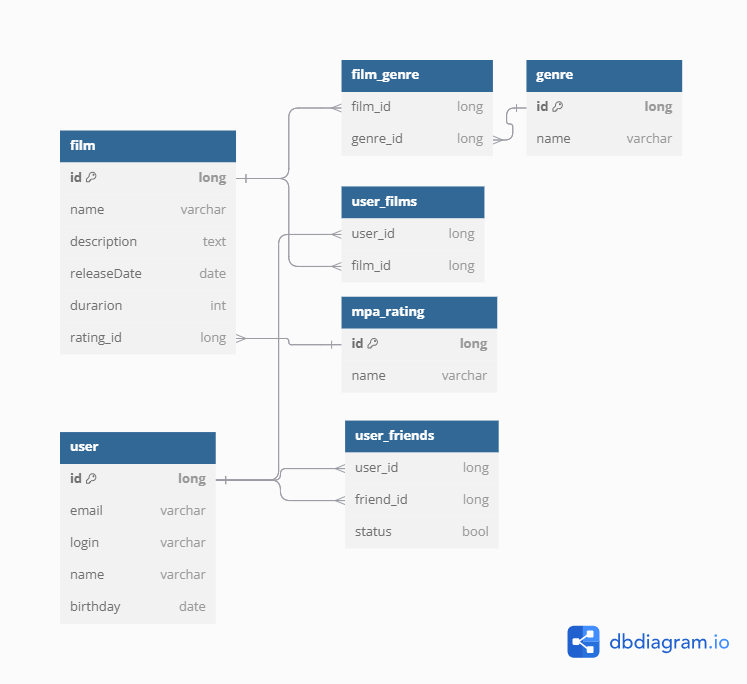 film_genre
film_id long
genre_id long
genre
id long
name varchar
film
id long
name varchar
description text
releaseDate date
durarion int
rating_id long
user_films
user_id long
film_id long
mpa_rating
id long
name varchar
user
id long
email varchar
login varchar
name varchar
birthday date
user_friends
user_id long
friend_id long
status bool
dbdiagram.io